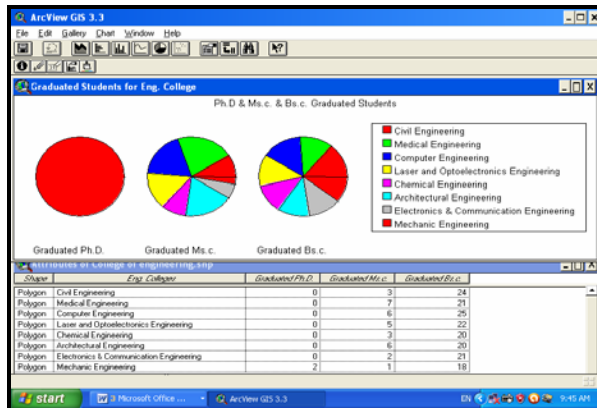 ArcView GIS 3.3
File Edit Gallery Chart Window Help
Graduated Students for Eng. College
Ph.D & Ms.c. & Bs.c. Graduated Students
Civil Engineering
Medical Engineering
Computer Engineering
Laser and Optoelectronics Engineering
Chemical Engineering
Architectural Engineering
Electronics & Communication Engineering
Mechanic Engineering
Graduated Ph.D. Graduated Ms.c. Graduated Bs.c.
Attributes of College of engineering.shp
Shape Eng. Colleges Graduated Ph.D. Graduated Ms.c. Graduated Bs.c.
Polygon Civil Engineering 0 3 24
Polygon Medical Engineering 0 7 21
Polygon Computer Engineering 0 6 25
Polygon Laser and Optoelectronics Engineering 0 5 22
Polygon Chemical Engineering 0 3 20
Polygon Architectural Engineering 0 6 20
Polygon Electronics & Communication Engineering 0 2 21
Polygon Mechanic Engineering 2 1 18
start 3 Microsoft Office ... ArcView GIS 3.3 EN 9:45 AM